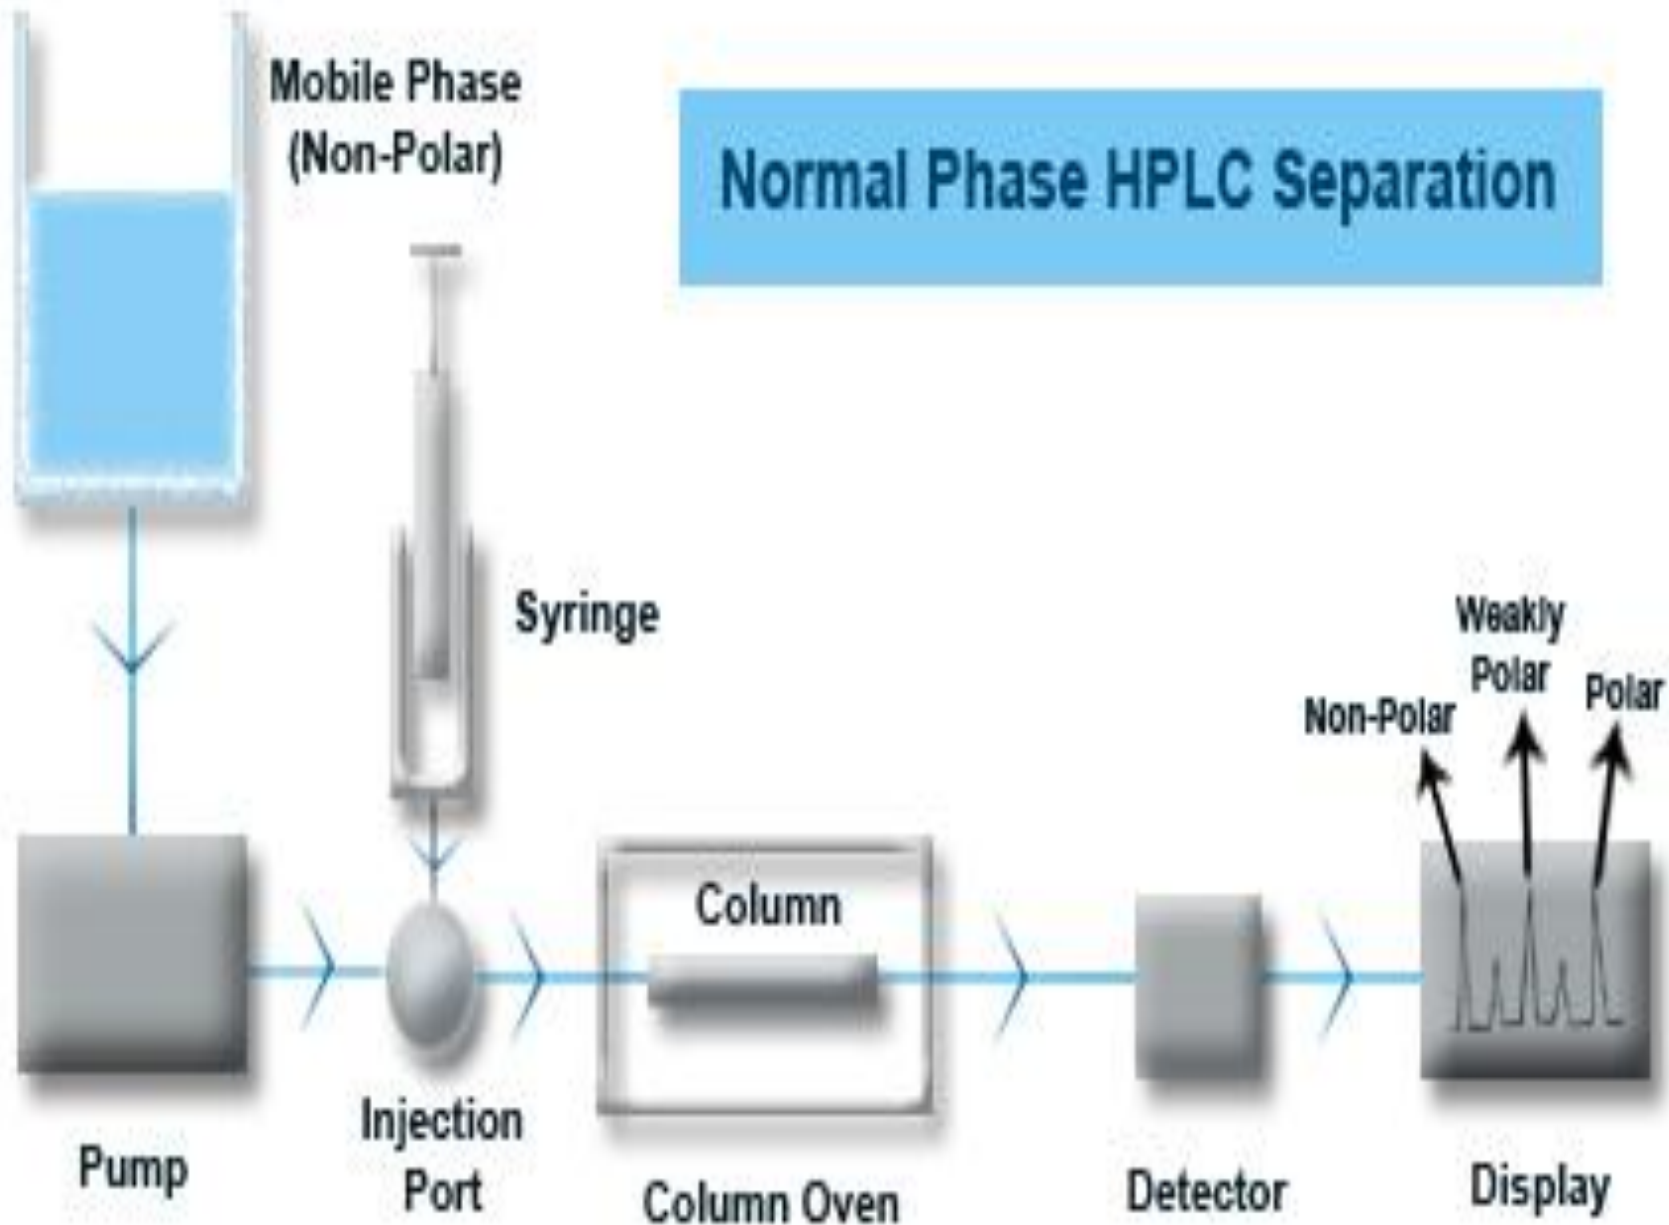 Mobile Phase
(Non-Polar)
Normal Phase HPLC Separation
Syringe
Weakly
Polar
Polar
Non-Polar
Column
Pump
Injection
Port
Column Oven
Detector
Display